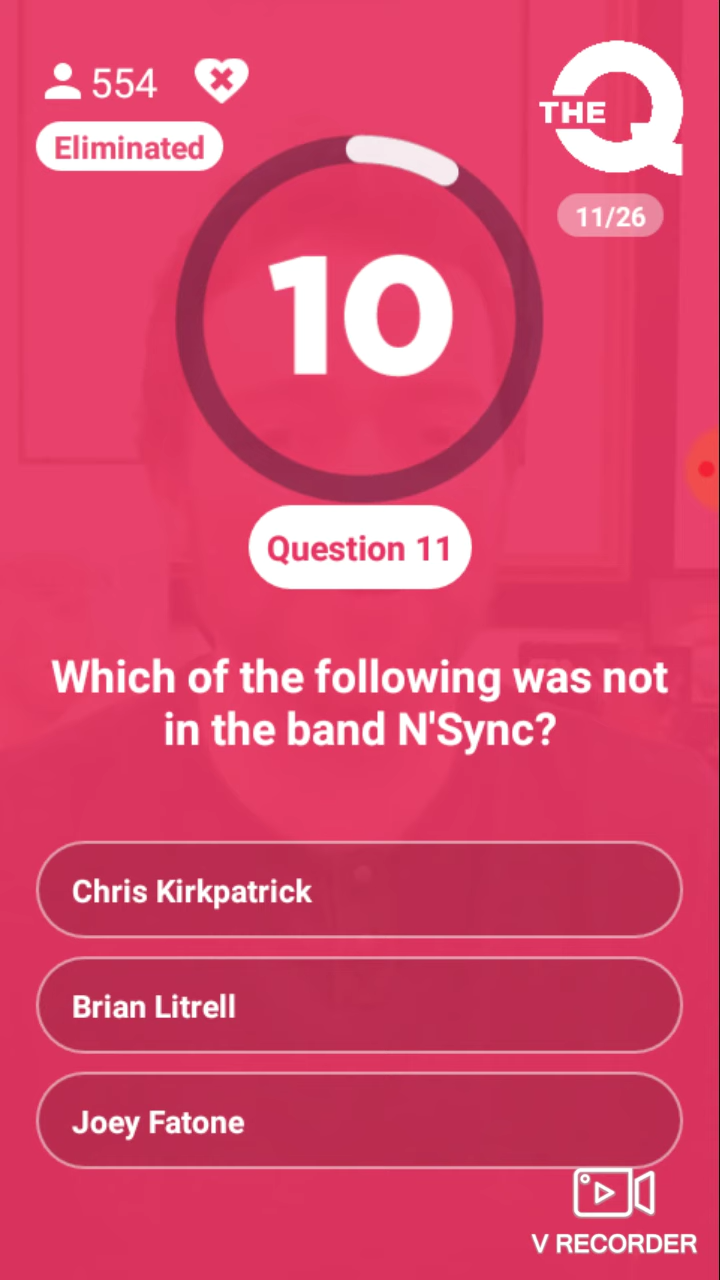 554
Eliminated
THE Q
11/26
10
Question 11
Which of the following was not
in the band N'Sync?
Chris Kirkpatrick
Brian Litrell
Joey Fatone
V RECORDER